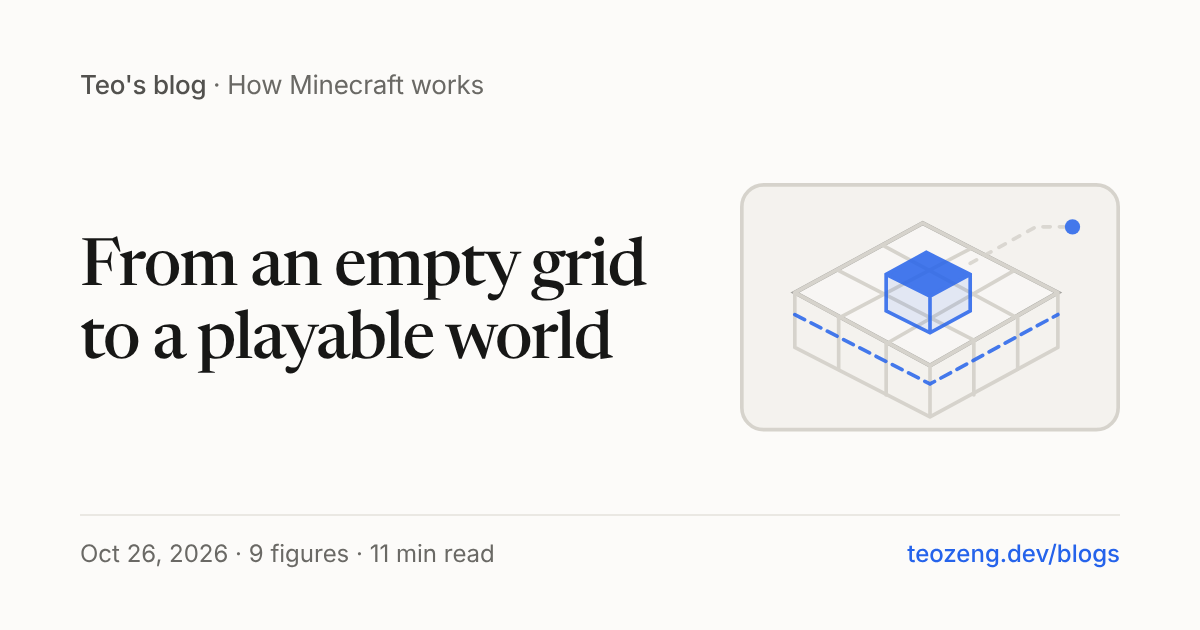 Teo's blog · How Minecraft works
From an empty grid
to a playable world
Oct 26, 2026 · 9 figures · 11 min read
teozeng.dev/blogs